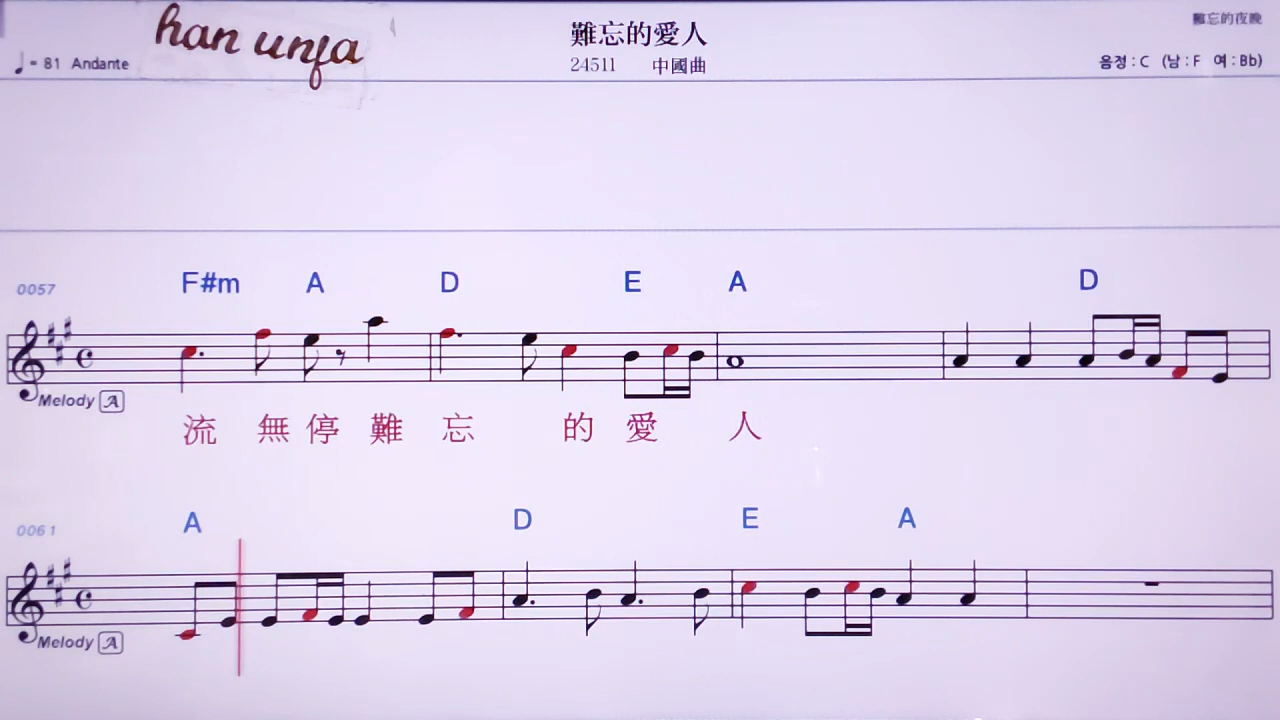 han unfa
難忘的愛人
難忘的夜晚
♩= 81 Andante
24511 中國曲
음정 : C (남 : F 여 : Bb)
F#m A D E A D
0057
Melody A
流 無 停 難 忘 的 愛 人
A D E A
0061
Melody A